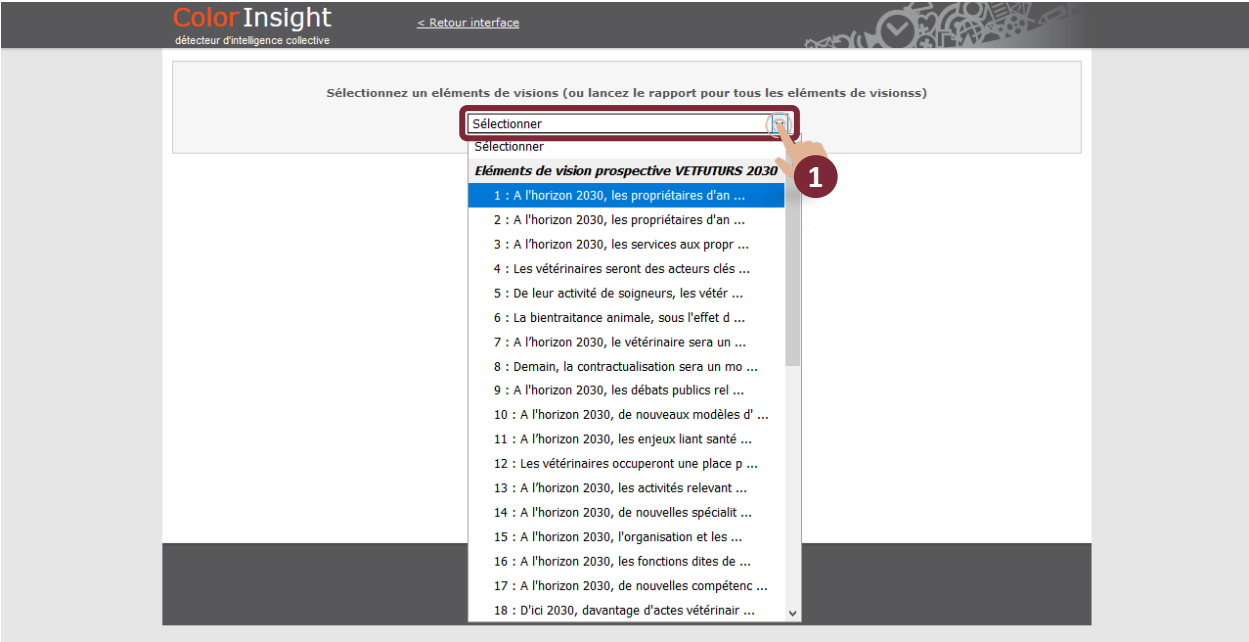 ColorInsight
détecteur d'intelligence collective
< Retour interface
Sélectionnez un eléments de visions (ou lancez le rapport pour tous les eléments de visionss)
Sélectionner
Sélectionner
Eléments de vision prospective VETFUTURS 2030
1
1 : A l'horizon 2030, les propriétaires d'an ...
2 : A l'horizon 2030, les propriétaires d'an ...
3 : A l’horizon 2030, les services aux propr ...
4 : Les vétérinaires seront des acteurs clés ...
5 : De leur activité de soigneurs, les vétér ...
6 : La bientraitance animale, sous l'effet d ...
7 : A l’horizon 2030, le vétérinaire sera un ...
8 : Demain, la contractualisation sera un mo ...
9 : A l'horizon 2030, les débats publics rel ...
10 : A l'horizon 2030, de nouveaux modèles d' ...
11 : A l’horizon 2030, les enjeux liant santé ...
12 : Les vétérinaires occuperont une place p ...
13 : A l’horizon 2030, les activités relevant ...
14 : A l'horizon 2030, de nouvelles spécialit ...
15 : A l'horizon 2030, l'organisation et les ...
16 : A l'horizon 2030, les fonctions dites de ...
17 : A l'horizon 2030, de nouvelles compétenc ...
18 : D'ici 2030, davantage d'actes vétérinair ...